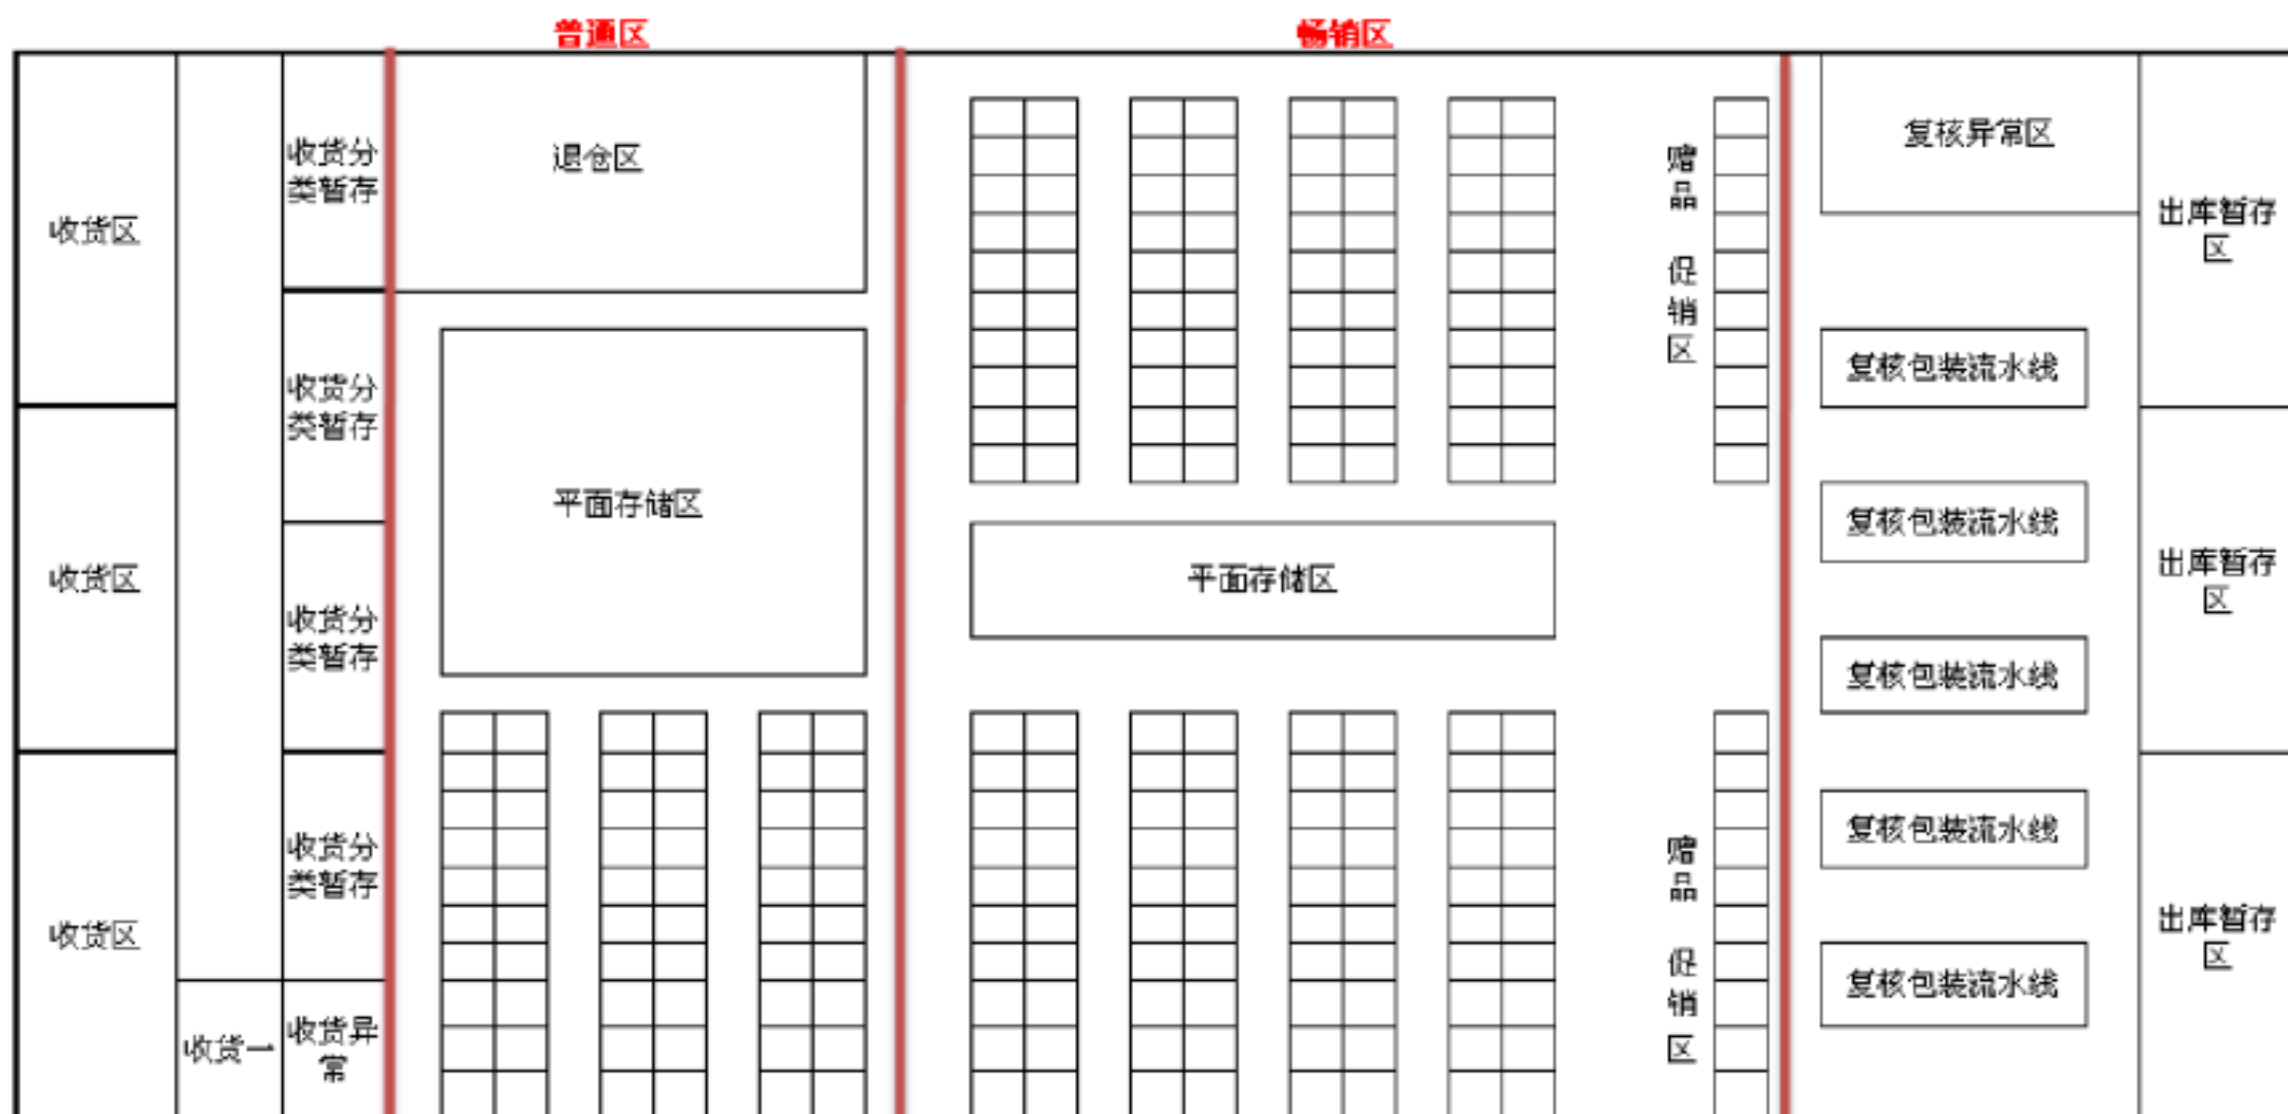 普通区
畅销区
收货区
收货区
收货区
收货一
收货分
类暂存
收货分
类暂存
收货分
类暂存
收货分
类暂存
收货异
常
退仓区
平面存储区
平面存储区
赠
品
促
销
区
赠
品
促
销
区
复核异常区
复核包装流水线
复核包装流水线
复核包装流水线
复核包装流水线
复核包装流水线
出库暂存
区
出库暂存
区
出库暂存
区